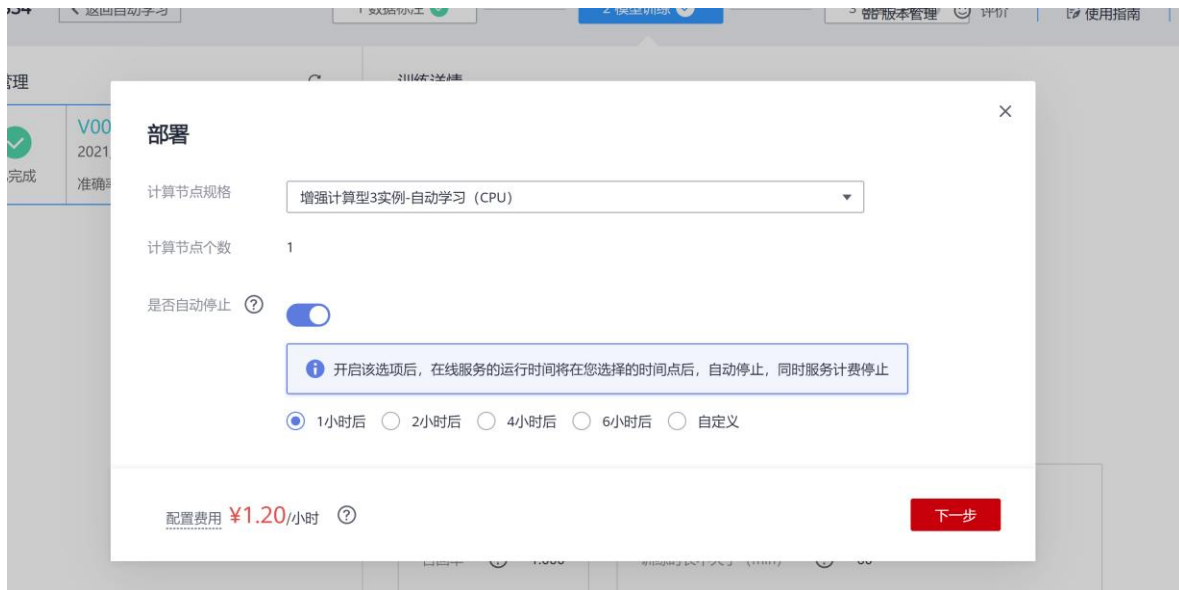 返回自动学习
2 模型训练
版本管理
评价
使用指南
管理
训练详情
V00
2021
完成
准确率
部署
计算节点规格
增强计算型3实例-自动学习（CPU）
计算节点个数
1
是否自动停止
开启该选项后，在线服务的运行时间将在您选择的时间点后，自动停止，同时服务计费停止
1小时后 2小时后 4小时后 6小时后 自定义
配置费用 ¥1.20/小时
下一步